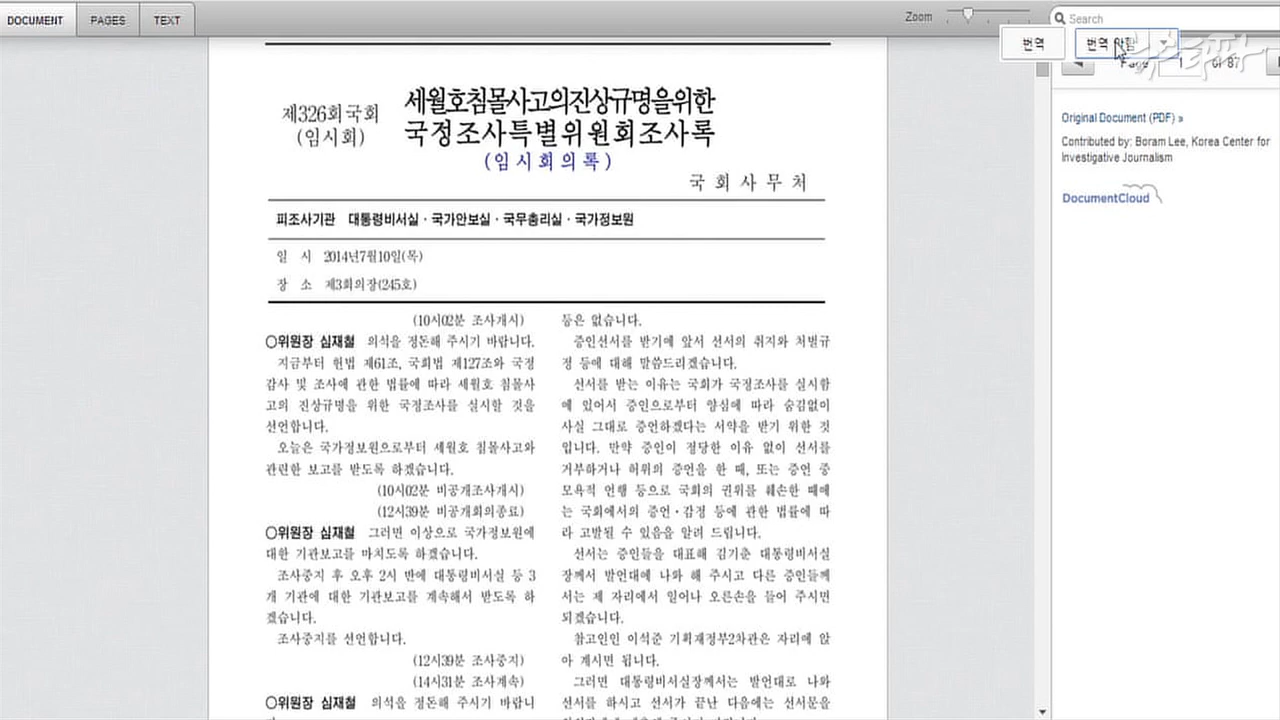 DOCUMENT PAGES TEXT Zoom Search
번역 번역 안함
Page 1 of 87
Original Document (PDF) »
Contributed by: Boram Lee, Korea Center for
Investigative Journalism
DocumentCloud
제326회국회
(임시회)
세월호침몰사고의진상규명을위한
국정조사특별위원회조사록
(임시회의록)
국회사무처
피조사기관 대통령비서실·국가안보실·국무총리실·국가정보원
일 시 2014년7월10일(목)
장 소 제3회의장(245호)
(10시02분 조사개시)
○위원장 심재철 의석을 정돈해 주시기 바랍니다.
지금부터 헌법 제61조, 국회법 제127조와 국정
감사 및 조사에 관한 법률에 따라 세월호 침몰사
고의 진상규명을 위한 국정조사를 실시할 것을
선언합니다.
오늘은 국가정보원으로부터 세월호 침몰사고와
관련한 보고를 받도록 하겠습니다.
(10시02분 비공개조사개시)
(12시39분 비공개회의종료)
○위원장 심재철 그러면 이상으로 국가정보원에
대한 기관보고를 마치도록 하겠습니다.
조사중지 후 오후 2시 반에 대통령비서실 등 3
개 기관에 대한 기관보고를 계속해서 받도록 하
겠습니다.
조사중지를 선언합니다.
(12시39분 조사중지)
(14시31분 조사계속)
○위원장 심재철 의석을 정돈해 주시기 바랍니
등은 없습니다.
증인선서를 받기에 앞서 선서의 취지와 처벌규
정 등에 대해 말씀드리겠습니다.
선서를 받는 이유는 국회가 국정조사를 실시함
에 있어서 증인으로부터 양심에 따라 숨김없이
사실 그대로 증언하겠다는 서약을 받기 위한 것
입니다. 만약 증인이 정당한 이유 없이 선서를
거부하거나 허위의 증언을 한 때, 또는 증언 중
모욕적 언행 등으로 국회의 권위를 훼손한 때에
는 국회에서의 증언·감정 등에 관한 법률에 따
라 고발될 수 있음을 알려 드립니다.
선서는 증인들을 대표해 김기춘 대통령비서실
장께서 발언대에 나와 해 주시고 다른 증인들께
서는 제 자리에서 일어나 오른손을 들어 주시면
되겠습니다.
참고인인 이석준 기획재정부2차관은 자리에 앉
아 계시면 됩니다.
그러면 대통령비서실장께서는 발언대로 나와
선서를 하시고 선서가 끝난 다음에는 선서문을